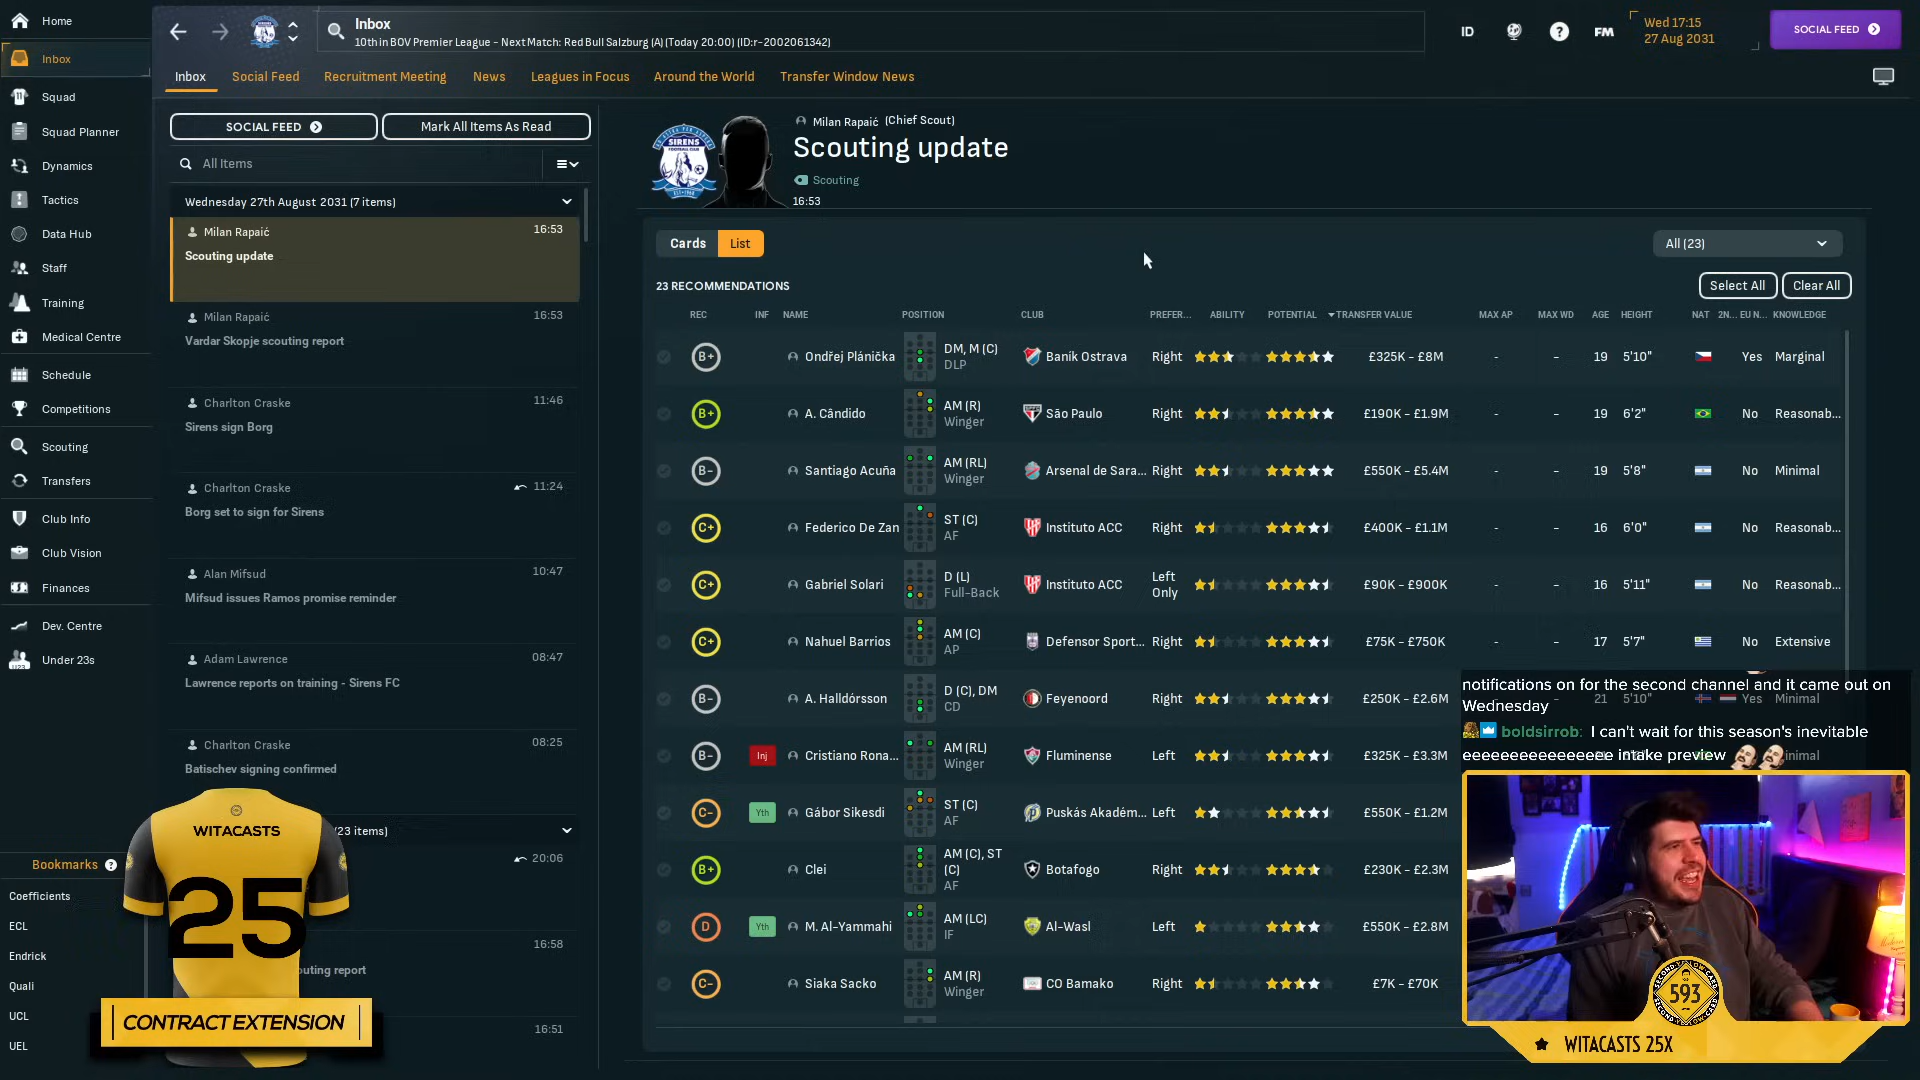 Home
Inbox
Squad
Squad Planner
Dynamics
Tactics
Data Hub
Staff
Training
Medical Centre
Schedule
Competitions
Scouting
Transfers
Club Info
Club Vision
Finances
Dev. Centre
Under 23s
Bookmarks ?
Coefficients
ECL
Endrick
Quali
UCL
UEL
Inbox
10th in BOV Premier League - Next Match: Red Bull Salzburg (A) (Today 20:00) (ID:r-2002061342)
ID
?
FM
Wed 17:15
27 Aug 2031
SOCIAL FEED
Inbox Social Feed Recruitment Meeting News Leagues in Focus Around the World Transfer Window News
SOCIAL FEED
Mark All Items As Read
All Items
Wednesday 27th August 2031 (7 items)
Milan Rapaić 16:53
Scouting update
Milan Rapaić 16:53
Vardar Skopje scouting report
Charlton Craske 11:46
Sirens sign Borg
Charlton Craske 11:24
Borg set to sign for Sirens
Alan Mifsud 10:47
Mifsud issues Ramos promise reminder
Adam Lawrence 08:47
Lawrence reports on training - Sirens FC
Charlton Craske 08:25
Batischev signing confirmed
(23 items)
20:06
16:58
outing report
16:51
WITACASTS
25
CONTRACT EXTENSION
SIRENS
Milan Rapaić (Chief Scout)
Scouting update
Scouting
16:53
Cards List
All (23)
23 RECOMMENDATIONS
Select All Clear All
REC INF NAME POSITION CLUB PREFER... ABILITY POTENTIAL TRANSFER VALUE MAX AP MAX WD AGE HEIGHT NAT 2N... EU N... KNOWLEDGE
B+ Ondřej Plánička DM, M (C) DLP Baník Ostrava Right £325K - £8M - - 19 5'10" Yes Marginal
B+ A. Cândido AM (R) Winger São Paulo Right £190K - £1.9M - - 19 6'2" No Reasonab...
B- Santiago Acuña AM (RL) Winger Arsenal de Sara... Right £550K - £5.4M - - 19 5'8" No Minimal
C+ Federico De Zan ST (C) AF Instituto ACC Right £400K - £1.1M - - 16 6'0" No Reasonab...
C+ Gabriel Solari D (L) Full-Back Instituto ACC Left Only £90K - £900K - - 16 5'11" No Reasonab...
C+ Nahuel Barrios AM (C) AP Defensor Sport... Right £75K - £750K - - 17 5'7" No Extensive
B- A. Halldórsson D (C), DM CD Feyenoord Right £250K - £2.6M - 21 5'10" Yes Minimal
B- Inj Cristiano Rona... AM (RL) Winger Fluminense Left £325K - £3.3M inimal
C- Yth Gábor Sikesdi ST (C) AF Puskás Akadém... Left £550K - £1.2M
B+ Clei AM (C), ST (C) AF Botafogo Right £230K - £2.3M
D Yth M. Al-Yammahi AM (LC) IF Al-Wasl Left £550K - £2.8M
C- Siaka Sacko AM (R) Winger CO Bamako Right £7K - £70K
notifications on for the second channel and it came out on
Wednesday
boldsirrob: I can't wait for this season's inevitable
eeeeeeeeeeeeeere intake preview
593
WITACASTS 25X